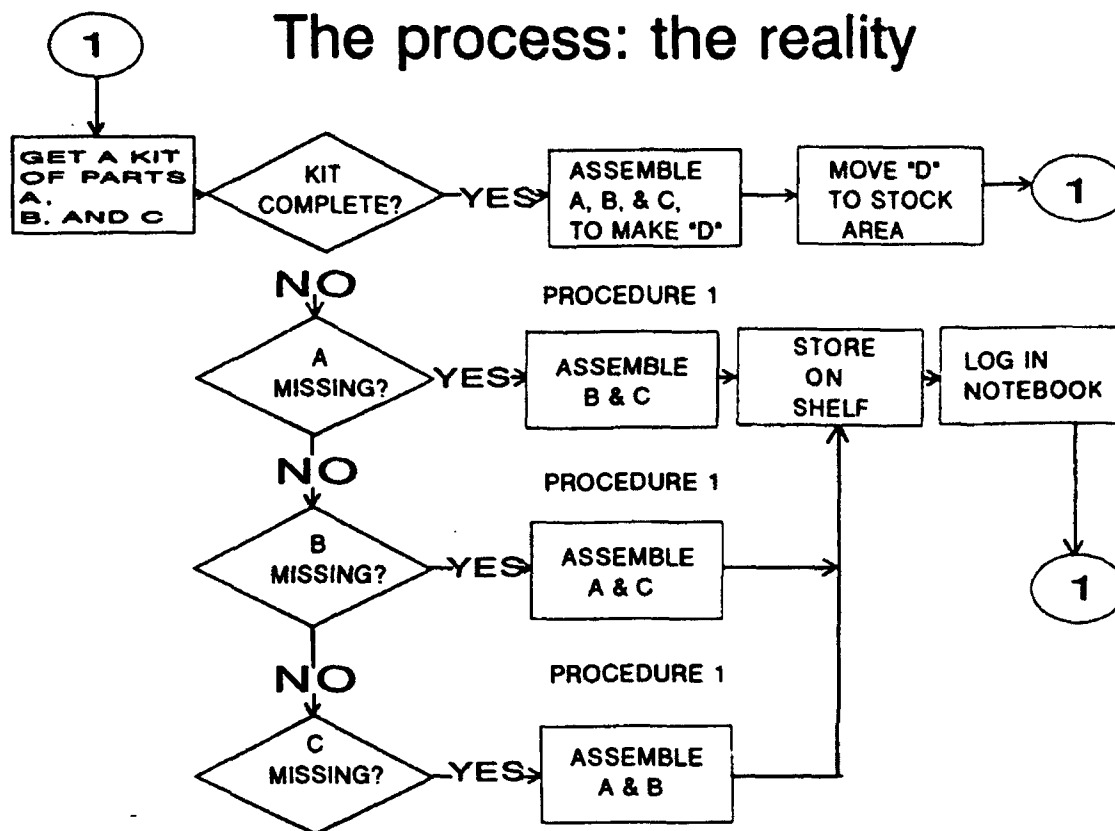 The process: the reality
1
GET A KIT
OF PARTS
A,
B, AND C
KIT
COMPLETE?
YES
ASSEMBLE
A, B, & C,
TO MAKE "D"
MOVE "D"
TO STOCK
AREA
1
NO
PROCEDURE 1
A
MISSING?
YES
ASSEMBLE
B & C
STORE
ON
SHELF
LOG IN
NOTEBOOK
NO
PROCEDURE 1
B
MISSING?
YES
ASSEMBLE
A & C
1
NO
PROCEDURE 1
C
MISSING?
YES
ASSEMBLE
A & B